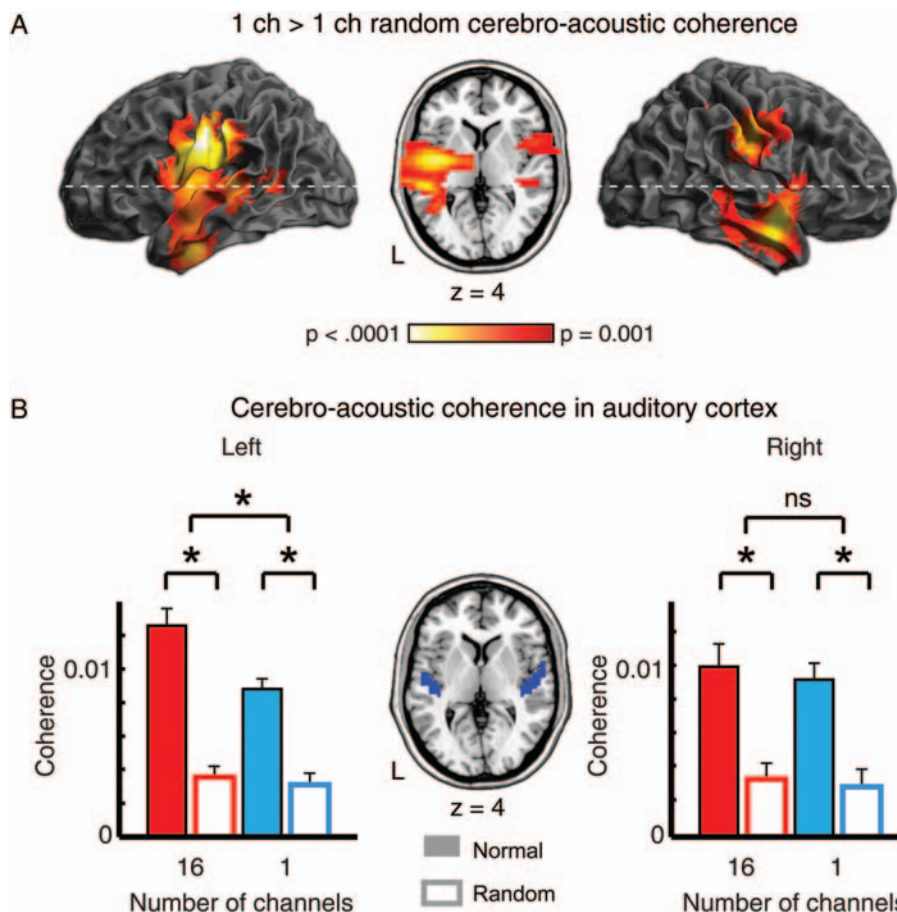 A
1 ch > 1 ch random cerebro-acoustic coherence
L
z = 4
p < .0001
p = 0.001
B
Cerebro-acoustic coherence in auditory cortex
Left
Right
*
ns
* *
* *
Coherence
0.01
0
16 1
Number of channels
L
z = 4
Normal
Random
Coherence
0.01
0
16 1
Number of channels